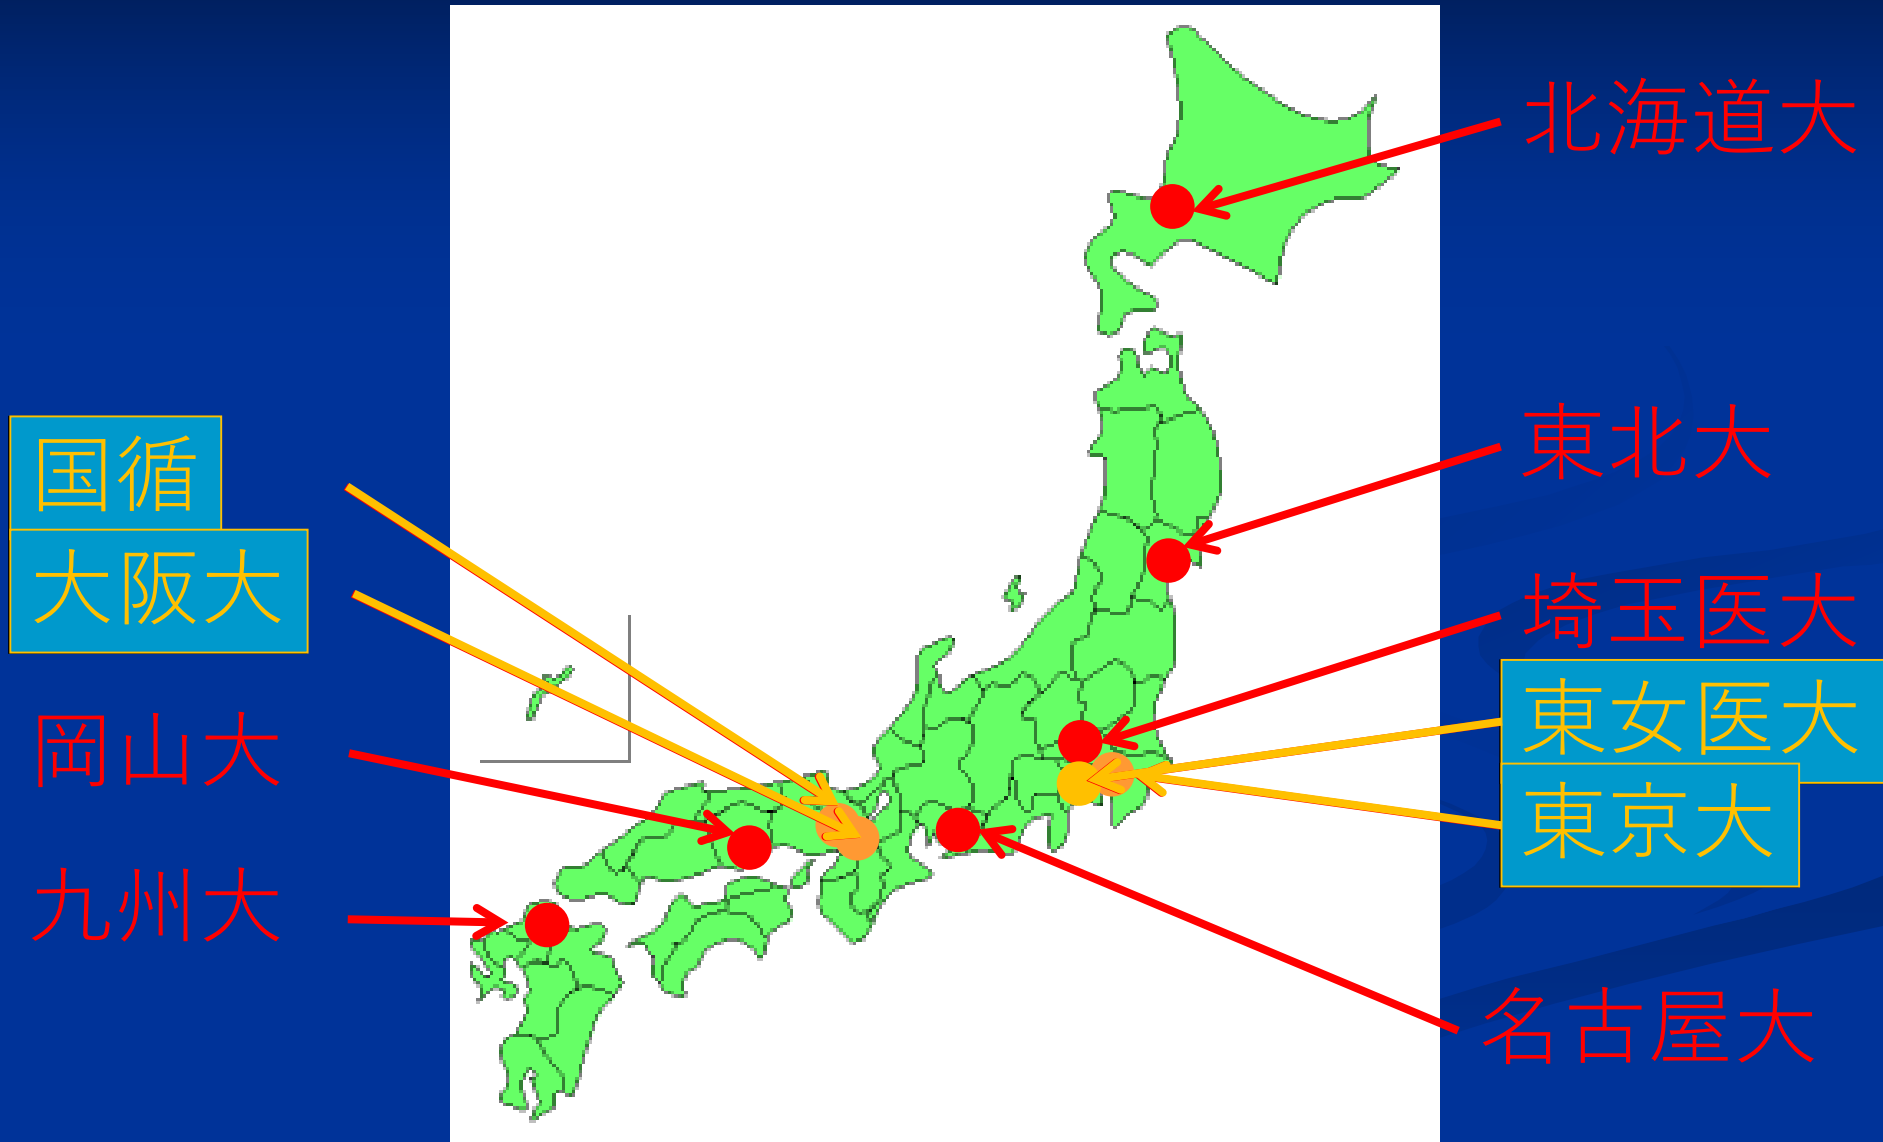 国循
大阪大
岡山大
九州大
北海道大
東北大
埼玉医大
東女医大
東京大
名古屋大